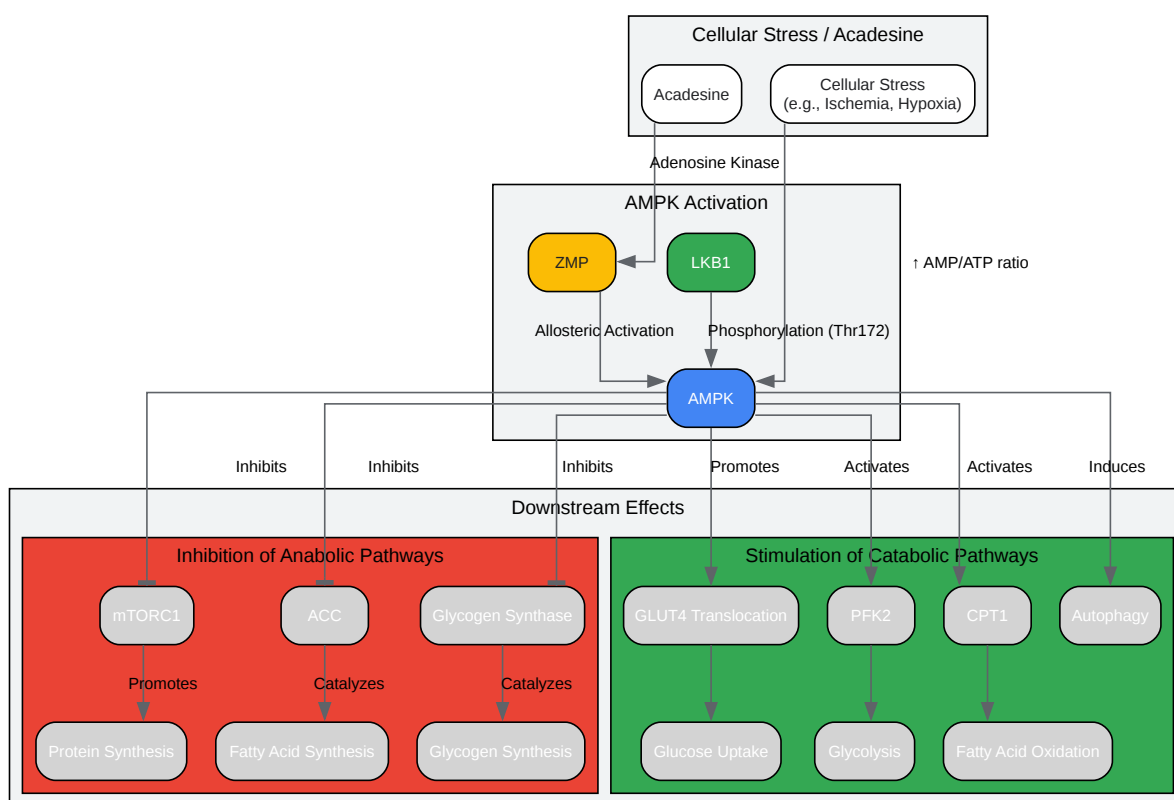 Cellular Stress / Acadesine
Acadesine
Cellular Stress
(e.g., Ischemia, Hypoxia)
Adenosine Kinase
AMPK Activation
ZMP
LKB1
↑ AMP/ATP ratio
Allosteric Activation
Phosphorylation (Thr172)
AMPK
Inhibits
Inhibits
Inhibits
Promotes
Activates
Activates
Induces
Downstream Effects
Inhibition of Anabolic Pathways
Stimulation of Catabolic Pathways
mTORC1
ACC
Glycogen Synthase
GLUT4 Translocation
PFK2
CPT1
Autophagy
Promotes
Catalyzes
Catalyzes
Protein Synthesis
Fatty Acid Synthesis
Glycogen Synthesis
Glucose Uptake
Glycolysis
Fatty Acid Oxidation